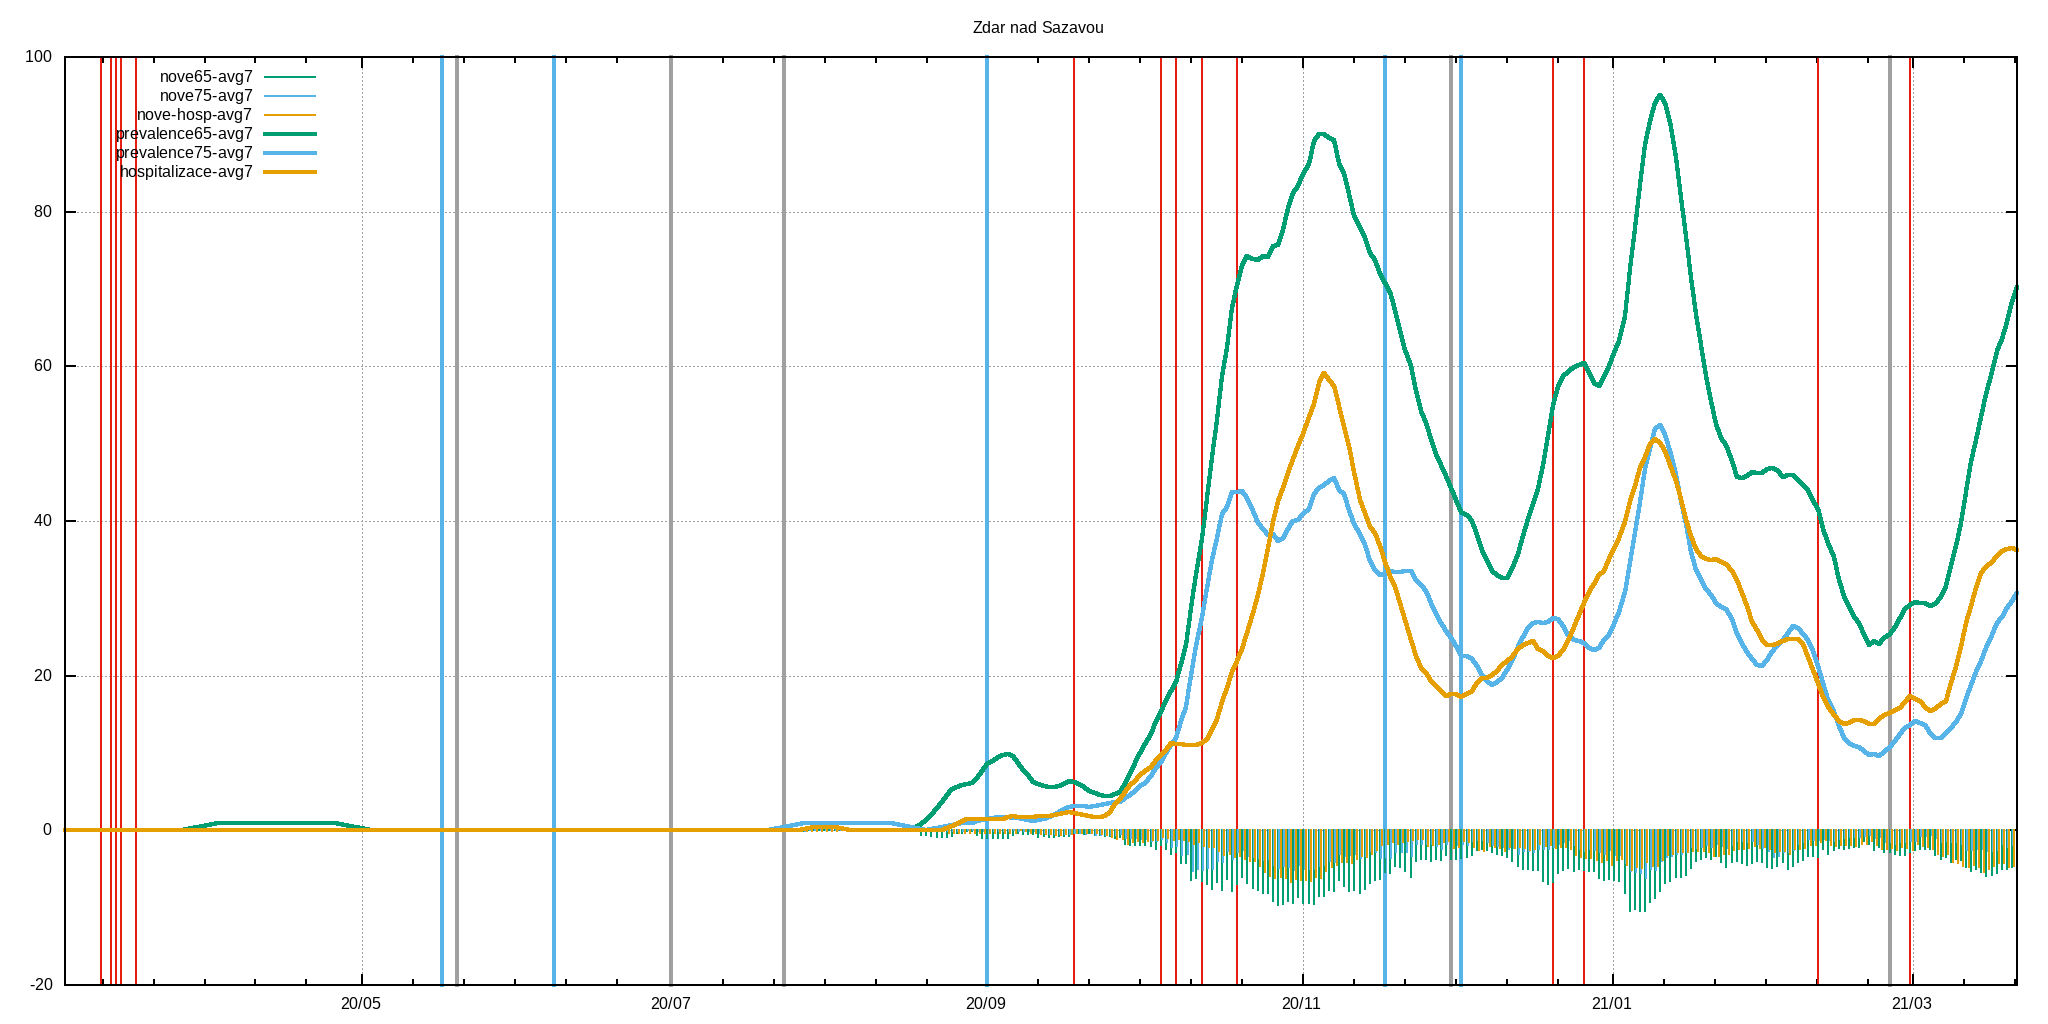 Zdar nad Sazavou
100
nove65-avg7
nove75-avg7
nove-hosp-avg7
prevalence65-avg7
prevalence75-avg7
hospitalizace-avg7
80
60
40
20
0
-20
20/05 20/07 20/09 20/11 21/01 21/03